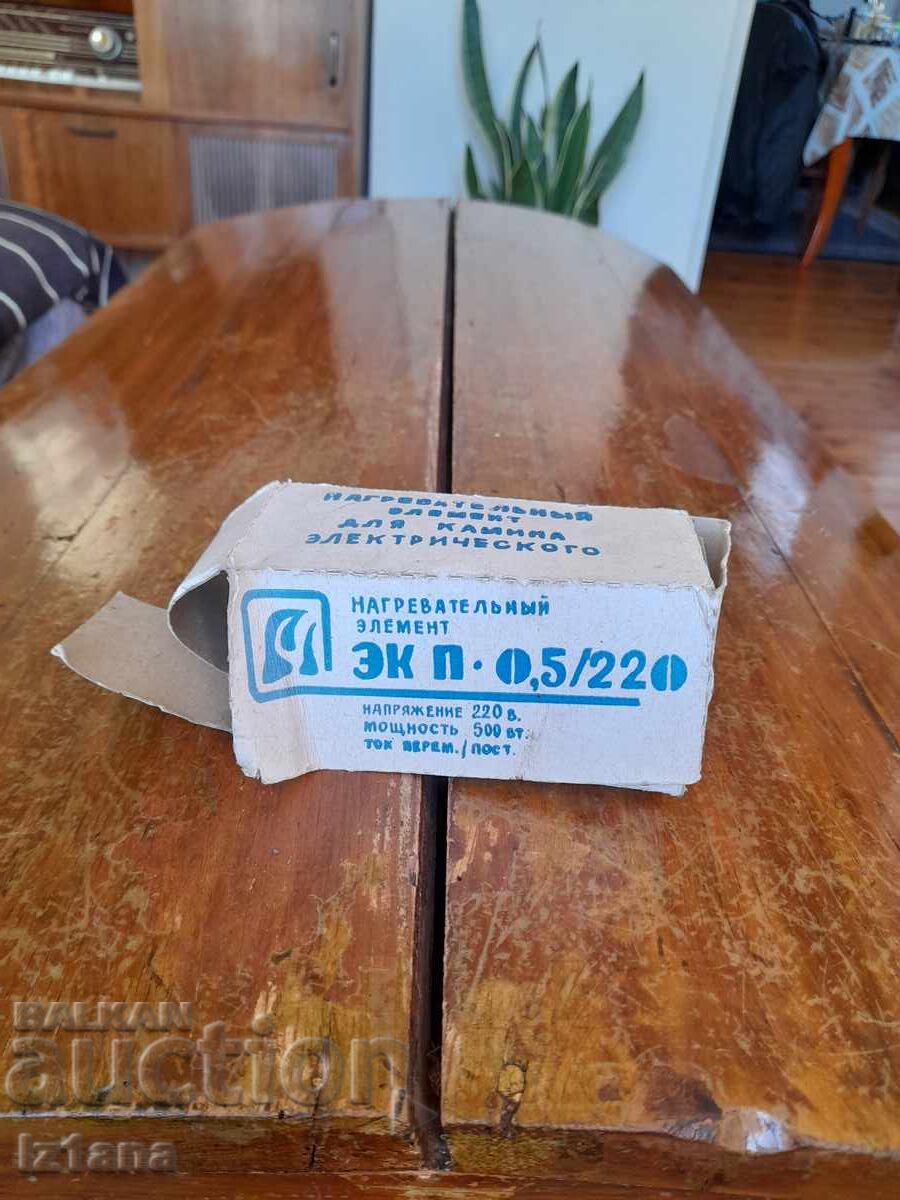 НАГРЕВАТЕЛЬНЫЙ
ЭЛЕМЕНТ
ДЛЯ КАМИНА
ЭЛЕКТРИЧЕСКОГО
НАГРЕВАТЕЛЬНЫЙ
ЭЛЕМЕНТ
ЭК П·0,5/220
НАПРЯЖЕНИЕ 220 В.
МОЩНОСТЬ 500 ВТ.
ТОК ПЕРЕМ./ПОСТ.
BALKAN
auction
iztana